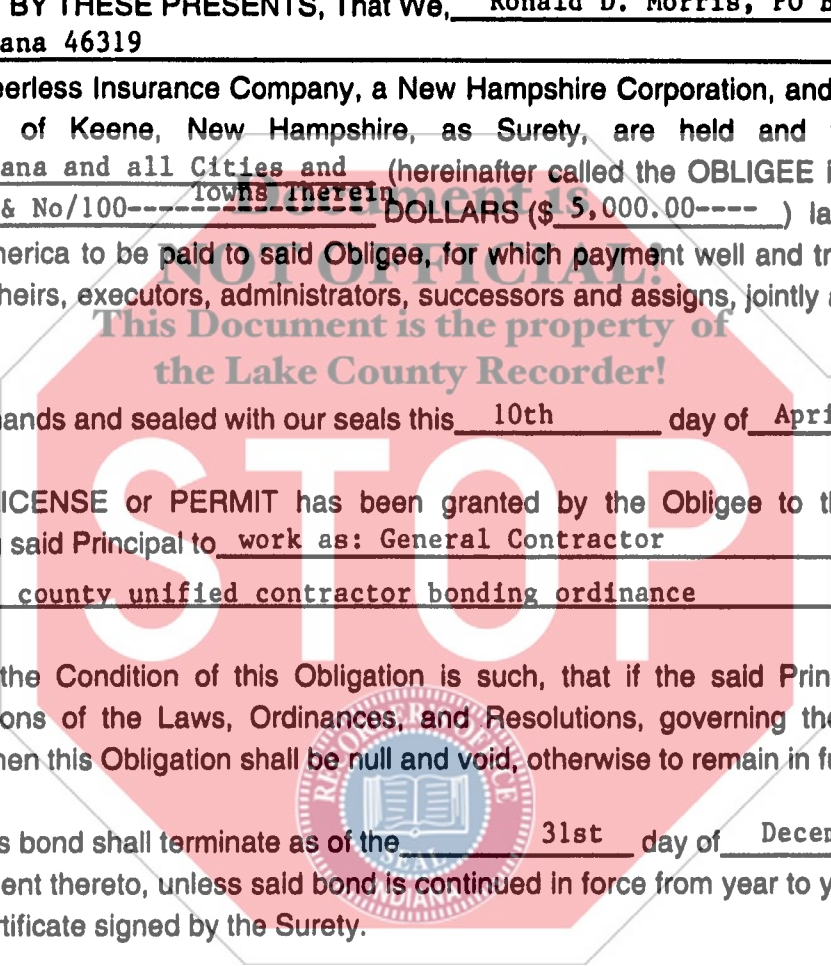 BY THESE PRESENTS, That We, Ronald D. Morris, PO B
ana 46319
eerless Insurance Company, a New Hampshire Corporation, and
of Keene, New Hampshire, as Surety, are held and
ana and all Cities and (hereinafter called the OBLIGEE i
Towns Therein
& No/100------------------ DOLLARS ($ 5,000.00---- ) la
Document is
merica to be paid to said Obligee, for which payment well and tr
NOT OFFICIAL!
heirs, executors, administrators, successors and assigns, jointly a
This Document is the property of
the Lake County Recorder!
hands and sealed with our seals this 10th day of Apri
STOP
ICENSE or PERMIT has been granted by the Obligee to th
said Principal to work as: General Contractor
county unified contractor bonding ordinance
the Condition of this Obligation is such, that if the said Prin
ons of the Laws, Ordinances, and Resolutions, governing the
hen this Obligation shall be null and void, otherwise to remain in fu
RECORDER'S OFFICE
SEAL
INDIANA
s bond shall terminate as of the 31st day of Decem
ent thereto, unless said bond is continued in force from year to y
rtificate signed by the Surety.